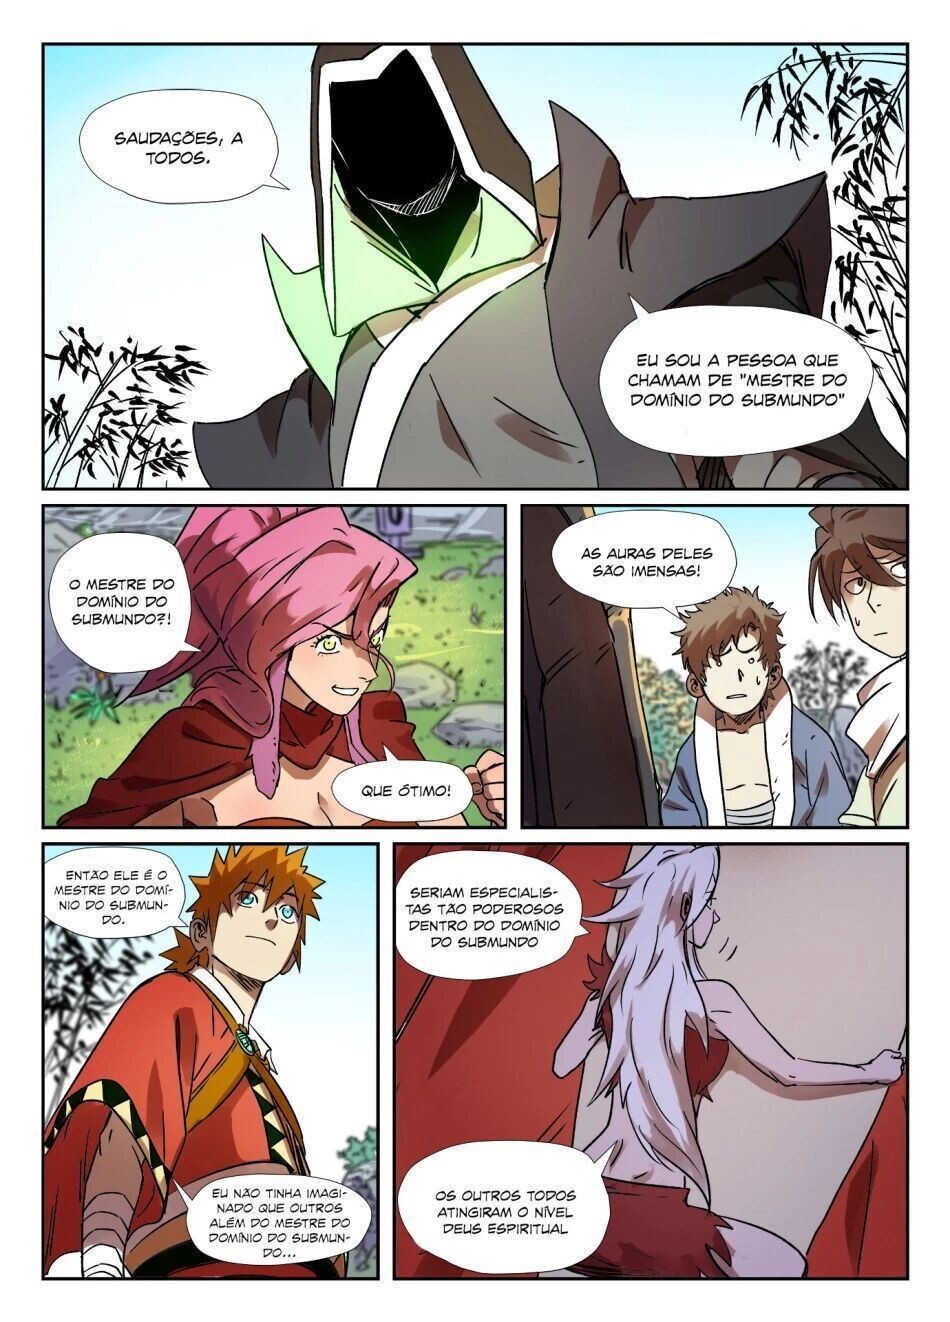 SAUDAÇÕES, A
TODOS.
EU SOU A PESSOA QUE
CHAMAM DE "MESTRE DO
DOMÍNIO DO SUBMUNDO"
O MESTRE DO
DOMÍNIO DO
SUBMUNDO?!
QUE ÓTIMO!
AS AURAS DELES
SÃO IMENSAS!
ENTÃO ELE É O
MESTRE DO DOMÍ-
NIO DO SUBMUN-
DO.
EU NÃO TINHA IMAGI-
NADO QUE OUTROS
ALÉM DO MESTRE DO
DOMÍNIO DO SUBMUN-
DO...
SERIAM ESPECIALIS-
TAS TÃO PODEROSOS
DENTRO DO DOMÍNIO
DO SUBMUNDO
OS OUTROS TODOS
ATINGIRAM O NÍVEL
DEUS ESPIRITUAL